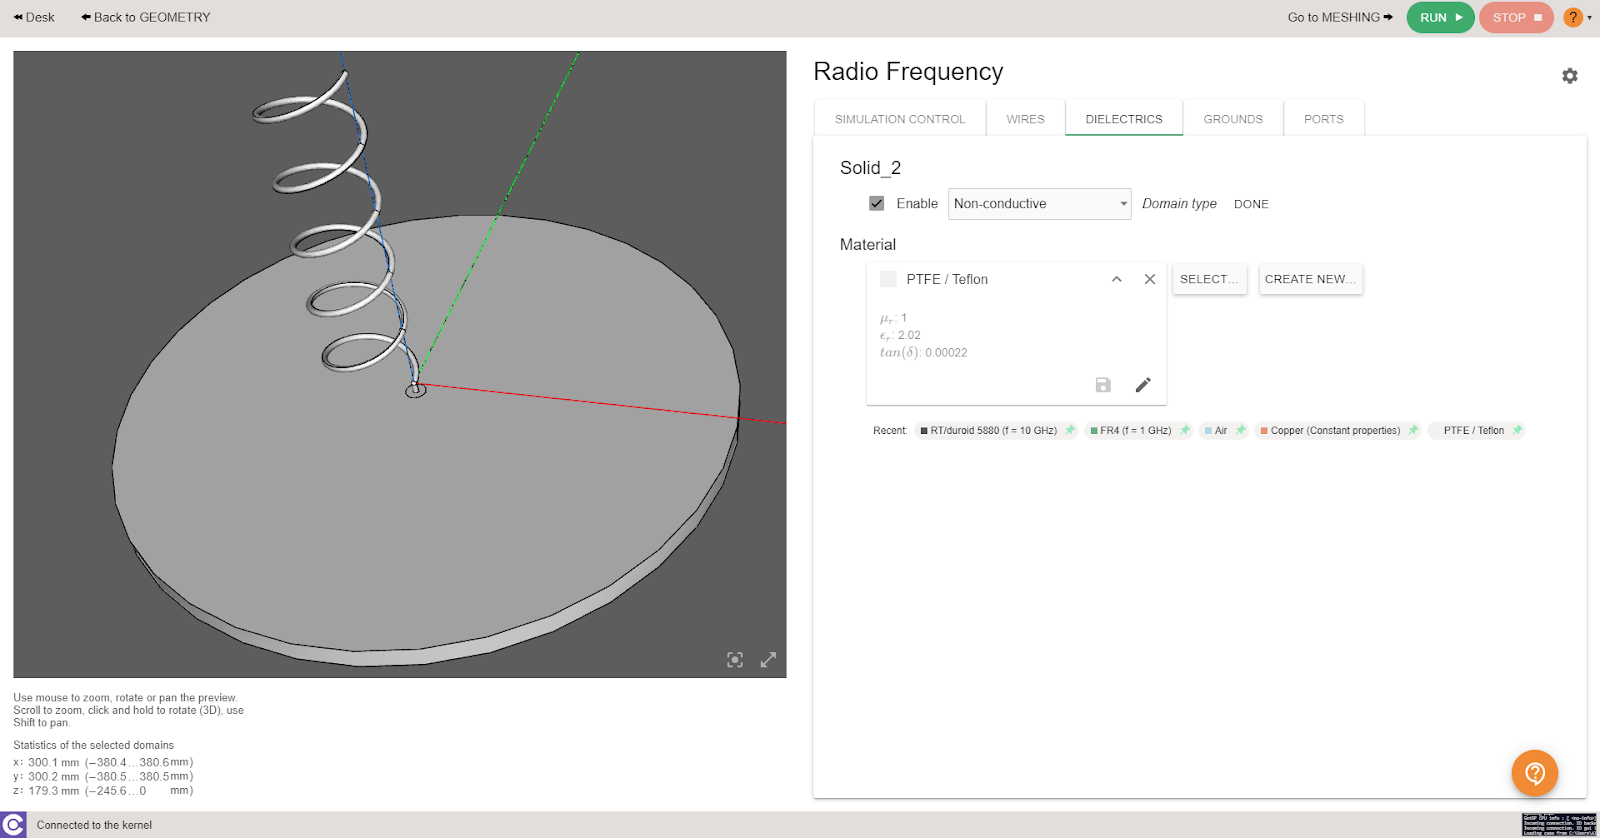 Desk
Back to GEOMETRY
Go to MESHING
RUN
STOP
?
Radio Frequency
SIMULATION CONTROL
WIRES
DIELECTRICS
GROUNDS
PORTS
Solid_2
Enable
Non-conductive
Domain type
DONE
Material
PTFE / Teflon
SELECT...
CREATE NEW...
μr: 1
ϵr: 2.02
tan(δ): 0.00022
Recent:
RT/duroid 5880 (f = 10 GHz)
FR4 (f = 1 GHz)
Air
Copper (Constant properties)
PTFE / Teflon
Use mouse to zoom, rotate or pan the preview.
Scroll to zoom, click and hold to rotate (3D), use
Shift to pan.
Statistics of the selected domains
x: 300.1 mm (−380.4...380.6mm)
y: 300.2 mm (−380.5...380.5mm)
z: 179.3 mm (−245.6...0 mm)
Connected to the kernel